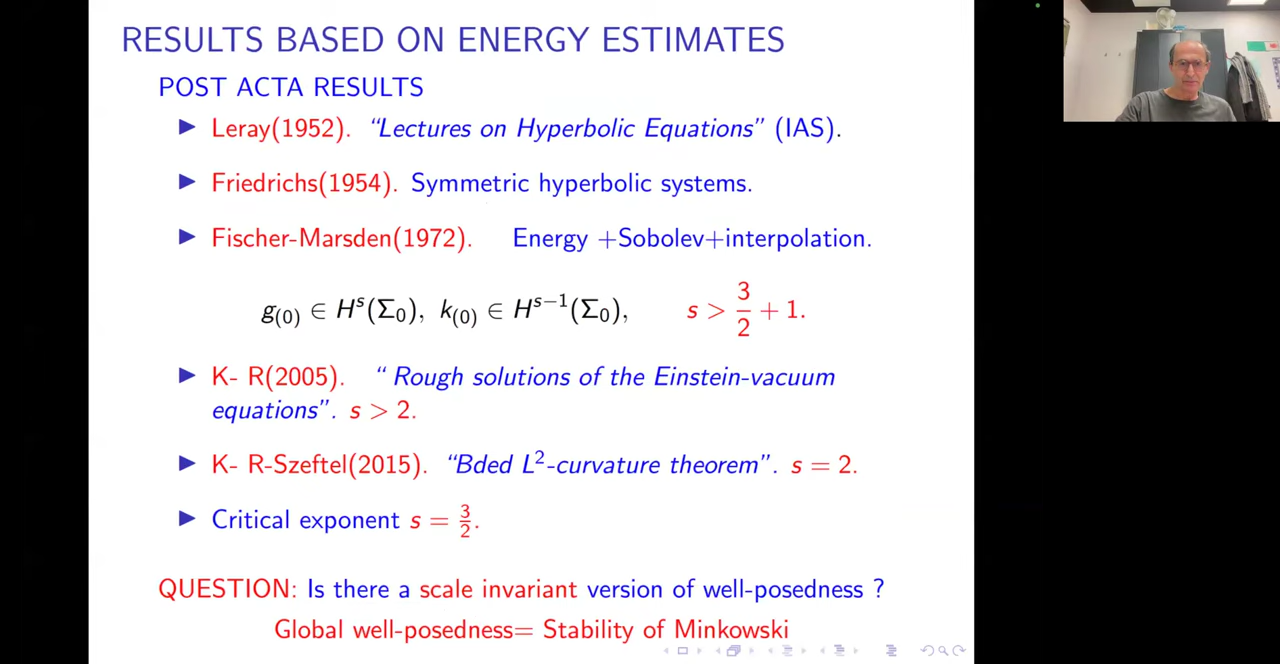 RESULTS BASED ON ENERGY ESTIMATES
POST ACTA RESULTS
▶ Leray(1952). “Lectures on Hyperbolic Equations” (IAS).
▶ Friedrichs(1954). Symmetric hyperbolic systems.
▶ Fischer-Marsden(1972). Energy +Sobolev+interpolation.
g₍₀₎ ∈ Hˢ(Σ₀), k₍₀₎ ∈ Hˢ⁻¹(Σ₀), s > 3/2 + 1.
▶ K- R(2005). “ Rough solutions of the Einstein-vacuum
equations”. s > 2.
▶ K- R-Szeftel(2015). “Bded L²-curvature theorem”. s = 2.
▶ Critical exponent s = 3/2.
QUESTION: Is there a scale invariant version of well-posedness ?
Global well-posedness= Stability of Minkowski